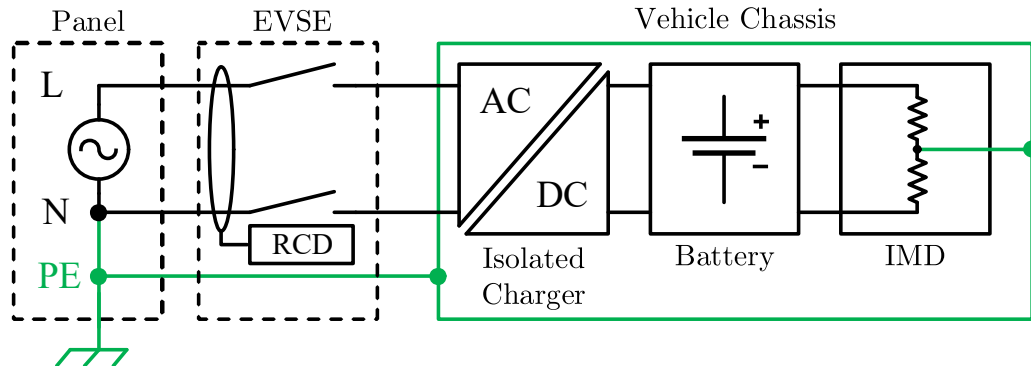 Panel
EVSE
Vehicle Chassis
L
N
PE
RCD
AC
DC
+
−
Isolated
Charger
Battery
IMD